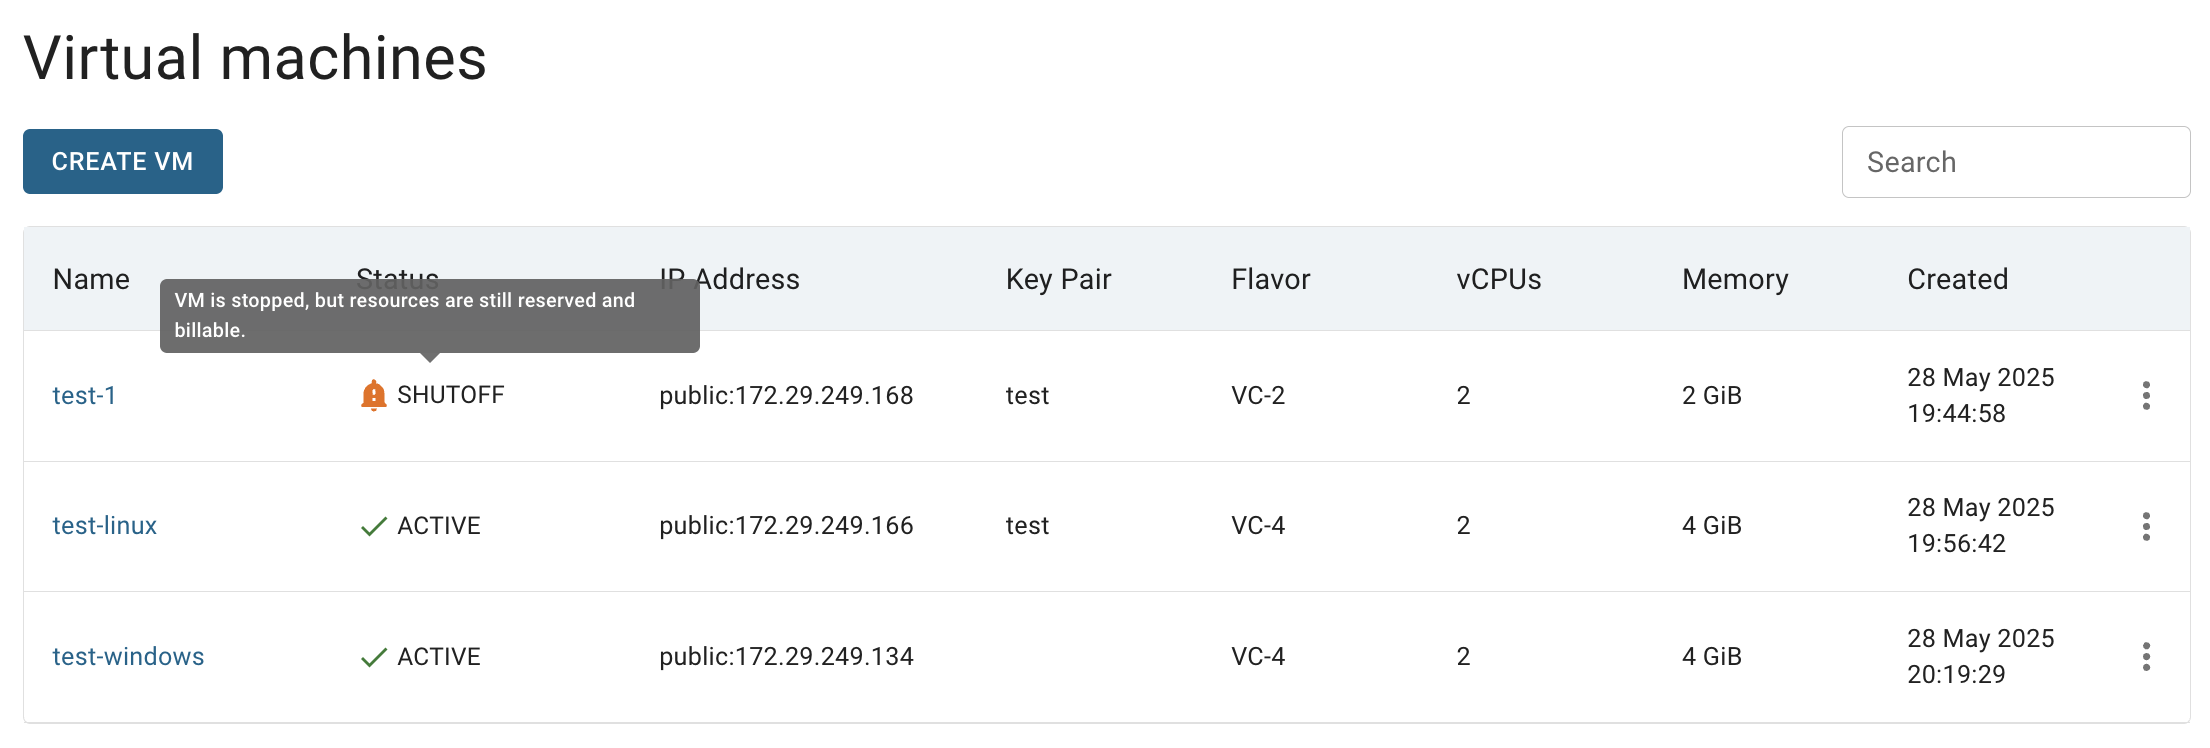 Virtual machines
CREATE VM
Search
Name Status IP Address Key Pair Flavor vCPUs Memory Created
VM is stopped, but resources are still reserved and
billable.
test-1 SHUTOFF public:172.29.249.168 test VC-2 2 2 GiB 28 May 2025
19:44:58
test-linux ACTIVE public:172.29.249.166 test VC-4 2 4 GiB 28 May 2025
19:56:42
test-windows ACTIVE public:172.29.249.134 VC-4 2 4 GiB 28 May 2025
20:19:29